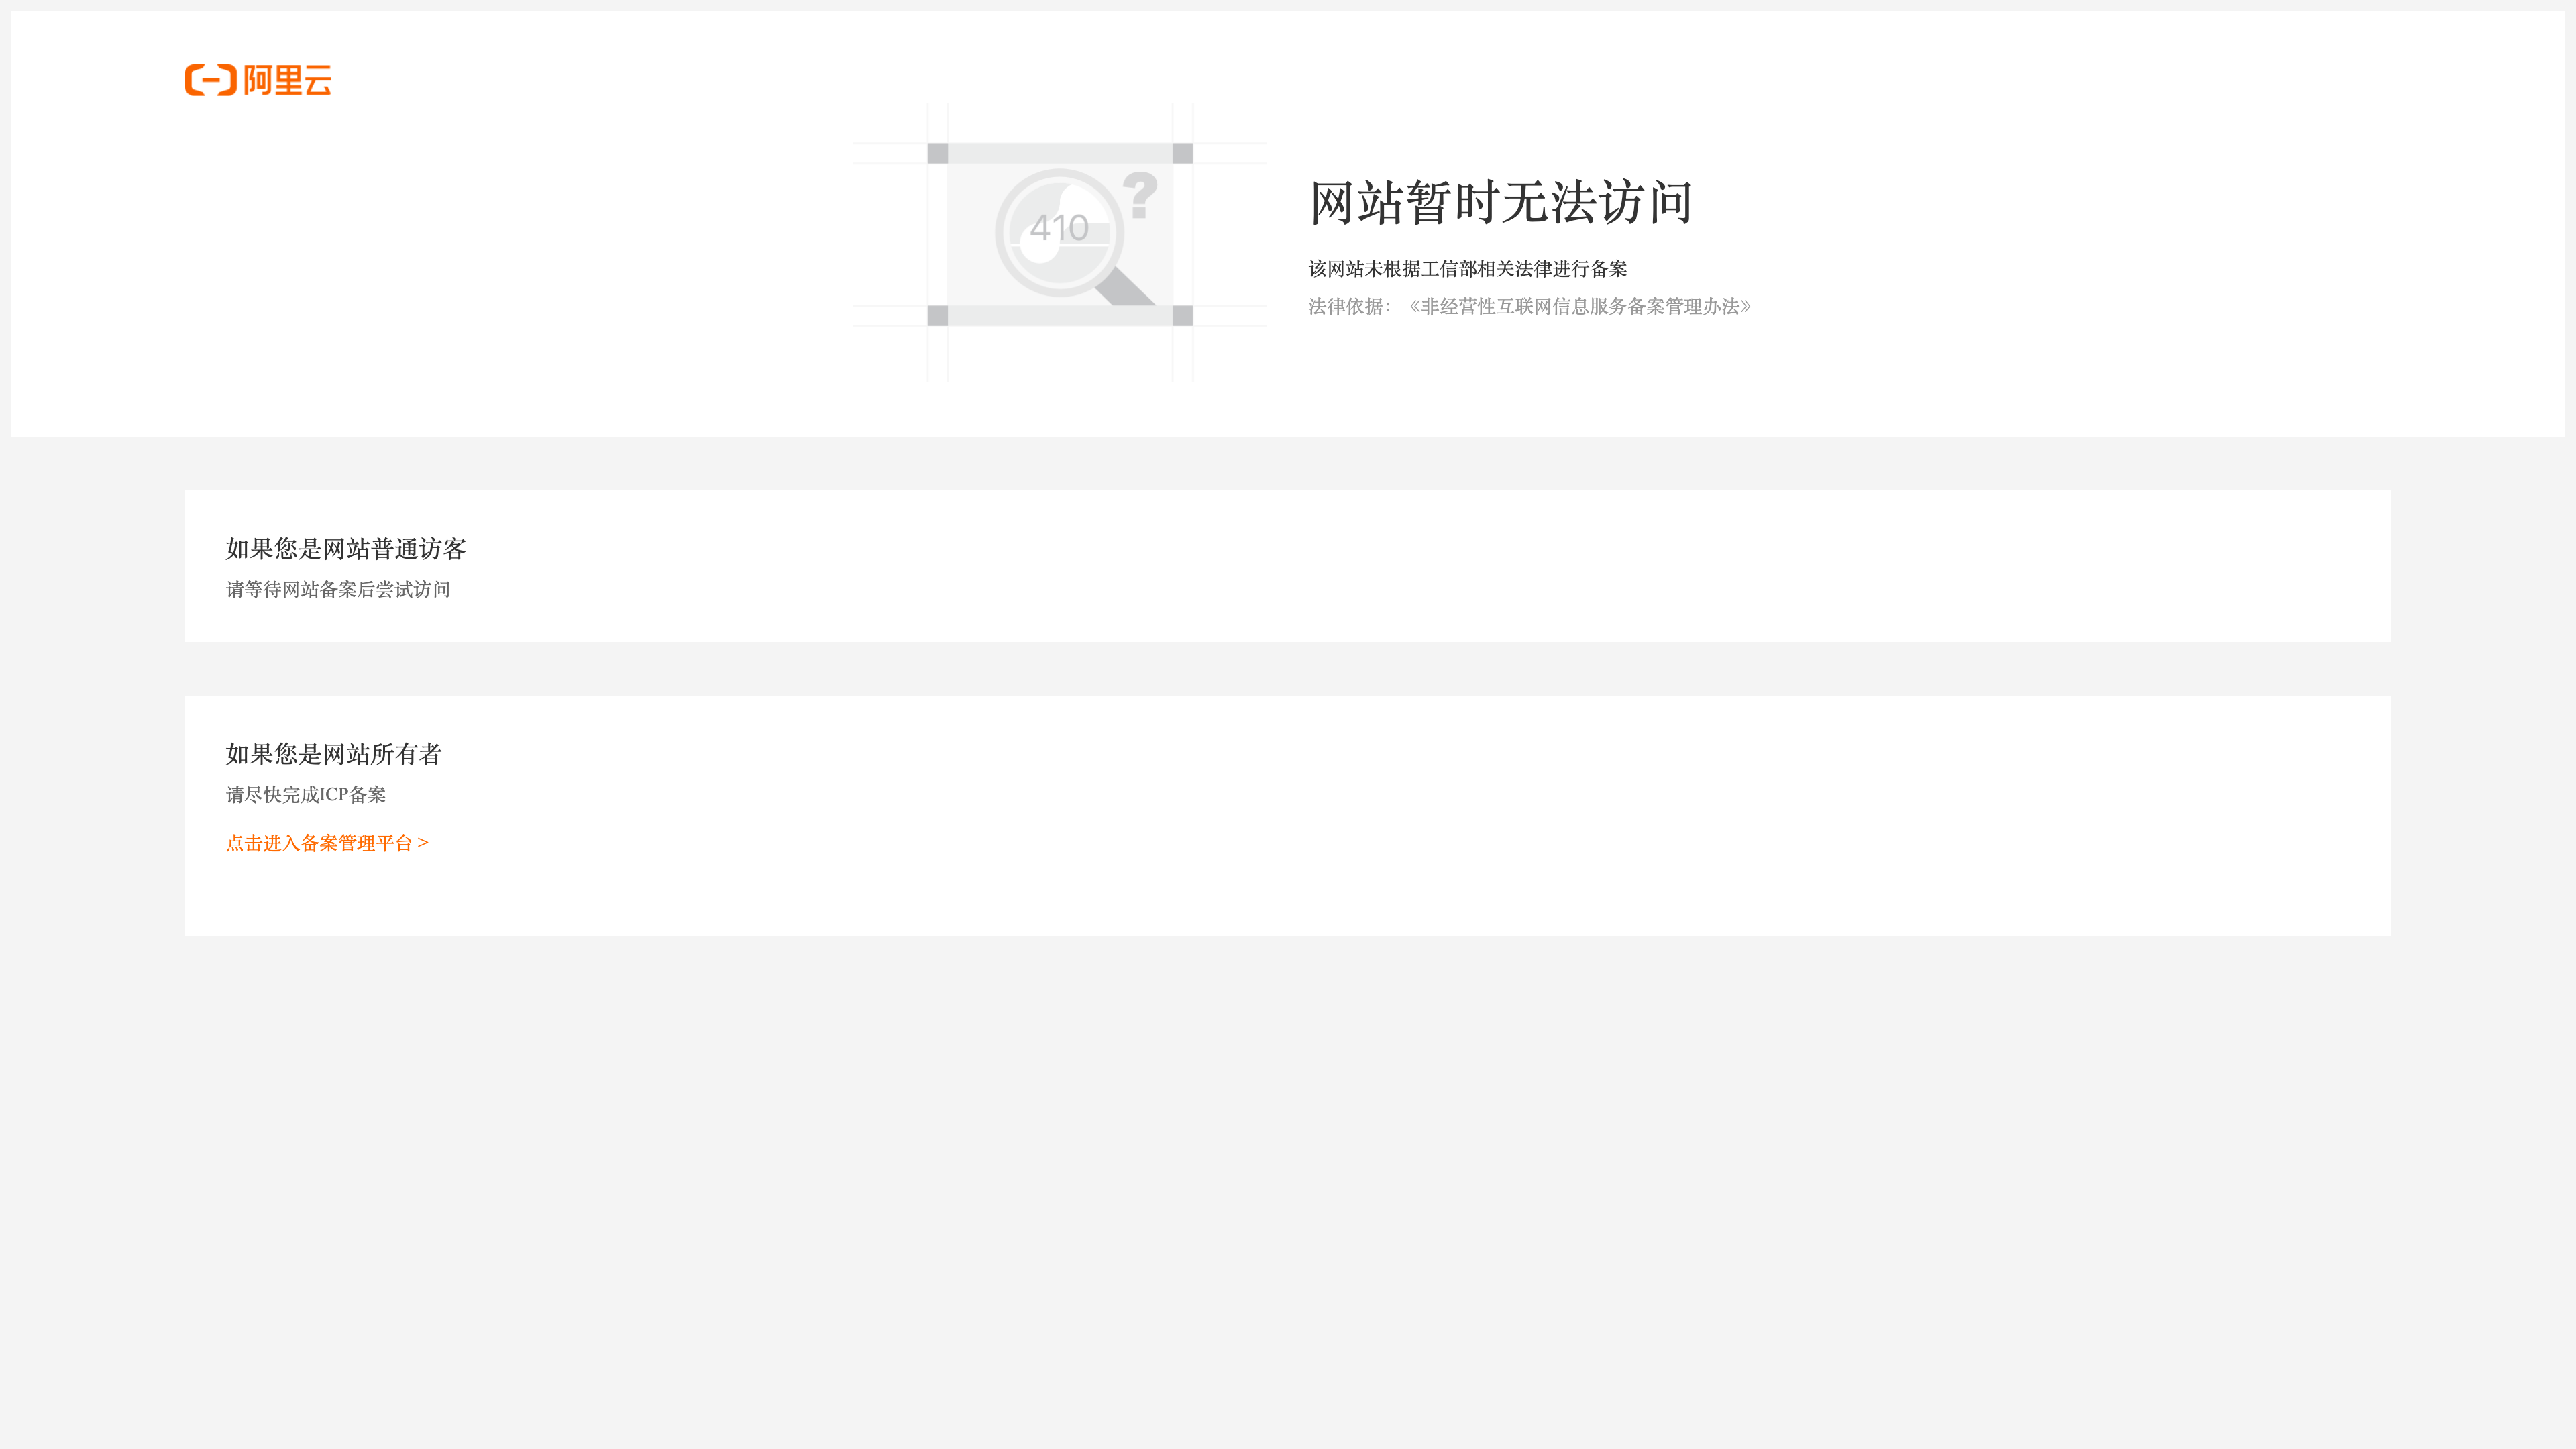 阿里云
410
?
网站暂时无法访问
该网站未根据工信部相关法律进行备案
法律依据：《非经营性互联网信息服务备案管理办法》
如果您是网站普通访客
请等待网站备案后尝试访问
如果您是网站所有者
请尽快完成ICP备案
点击进入备案管理平台 >